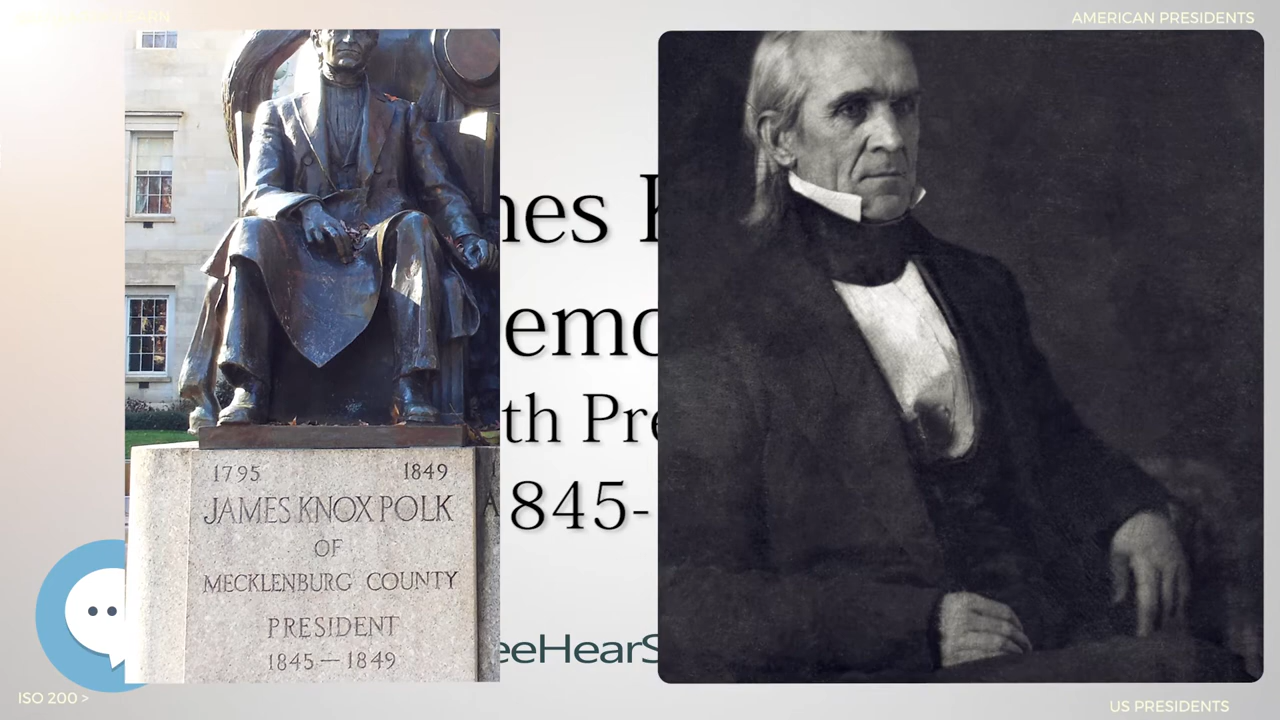 AMERICAN PRESIDENTS
nes
emo
th Pre
845-
1795 1849
JAMES KNOX POLK
OF
MECKLENBURG COUNTY
PRESIDENT
1845 — 1849
eeHearS
ISO 200 >
US PRESIDENTS